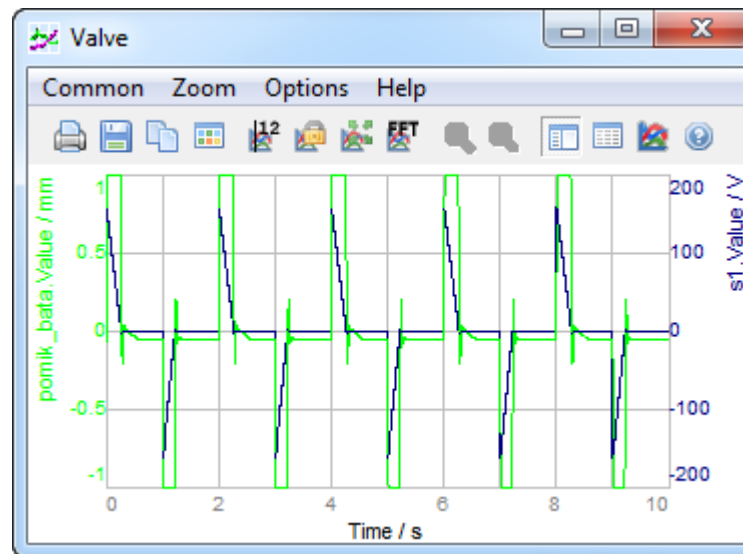 Valve
Common Zoom Options Help
12 FFT
pomik_bata.Value / mm
1
0.5
0
-0.5
-1
200
100
0
-100
-200
s1.Value / V
0 2 4 6 8 10
Time / s